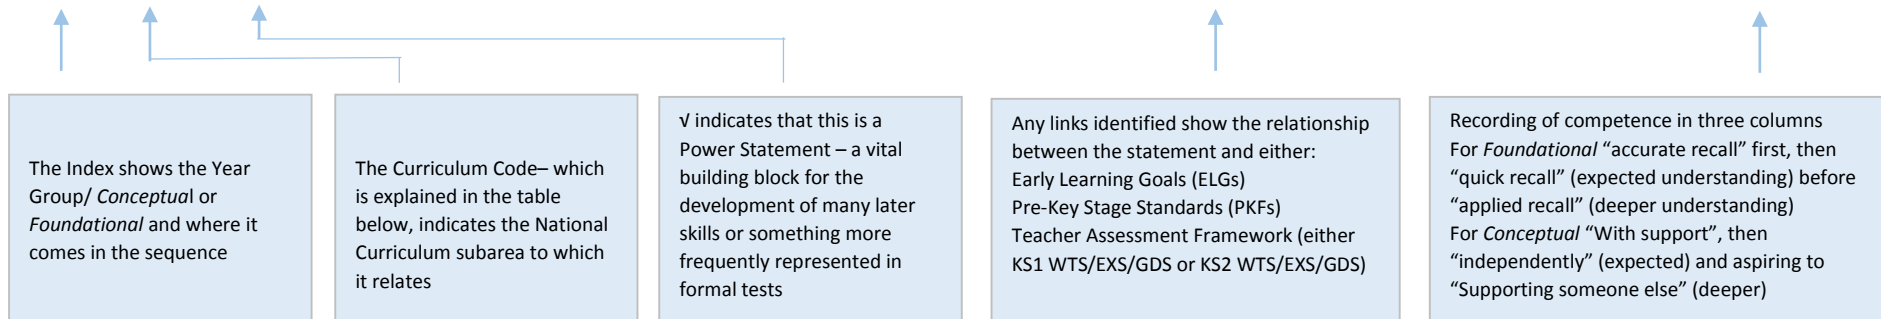 The Index shows the Year
Group/ Conceptual or
Foundational and where it
comes in the sequence
The Curriculum Code– which
is explained in the table
below, indicates the National
Curriculum subarea to which
it relates
√ indicates that this is a
Power Statement – a vital
building block for the
development of many later
skills or something more
frequently represented in
formal tests
Any links identified show the relationship
between the statement and either:
Early Learning Goals (ELGs)
Pre-Key Stage Standards (PKFs)
Teacher Assessment Framework (either
KS1 WTS/EXS/GDS or KS2 WTS/EXS/GDS)
Recording of competence in three columns
For Foundational “accurate recall” first, then
“quick recall” (expected understanding) before
“applied recall” (deeper understanding)
For Conceptual “With support”, then
“independently” (expected) and aspiring to
“Supporting someone else” (deeper)